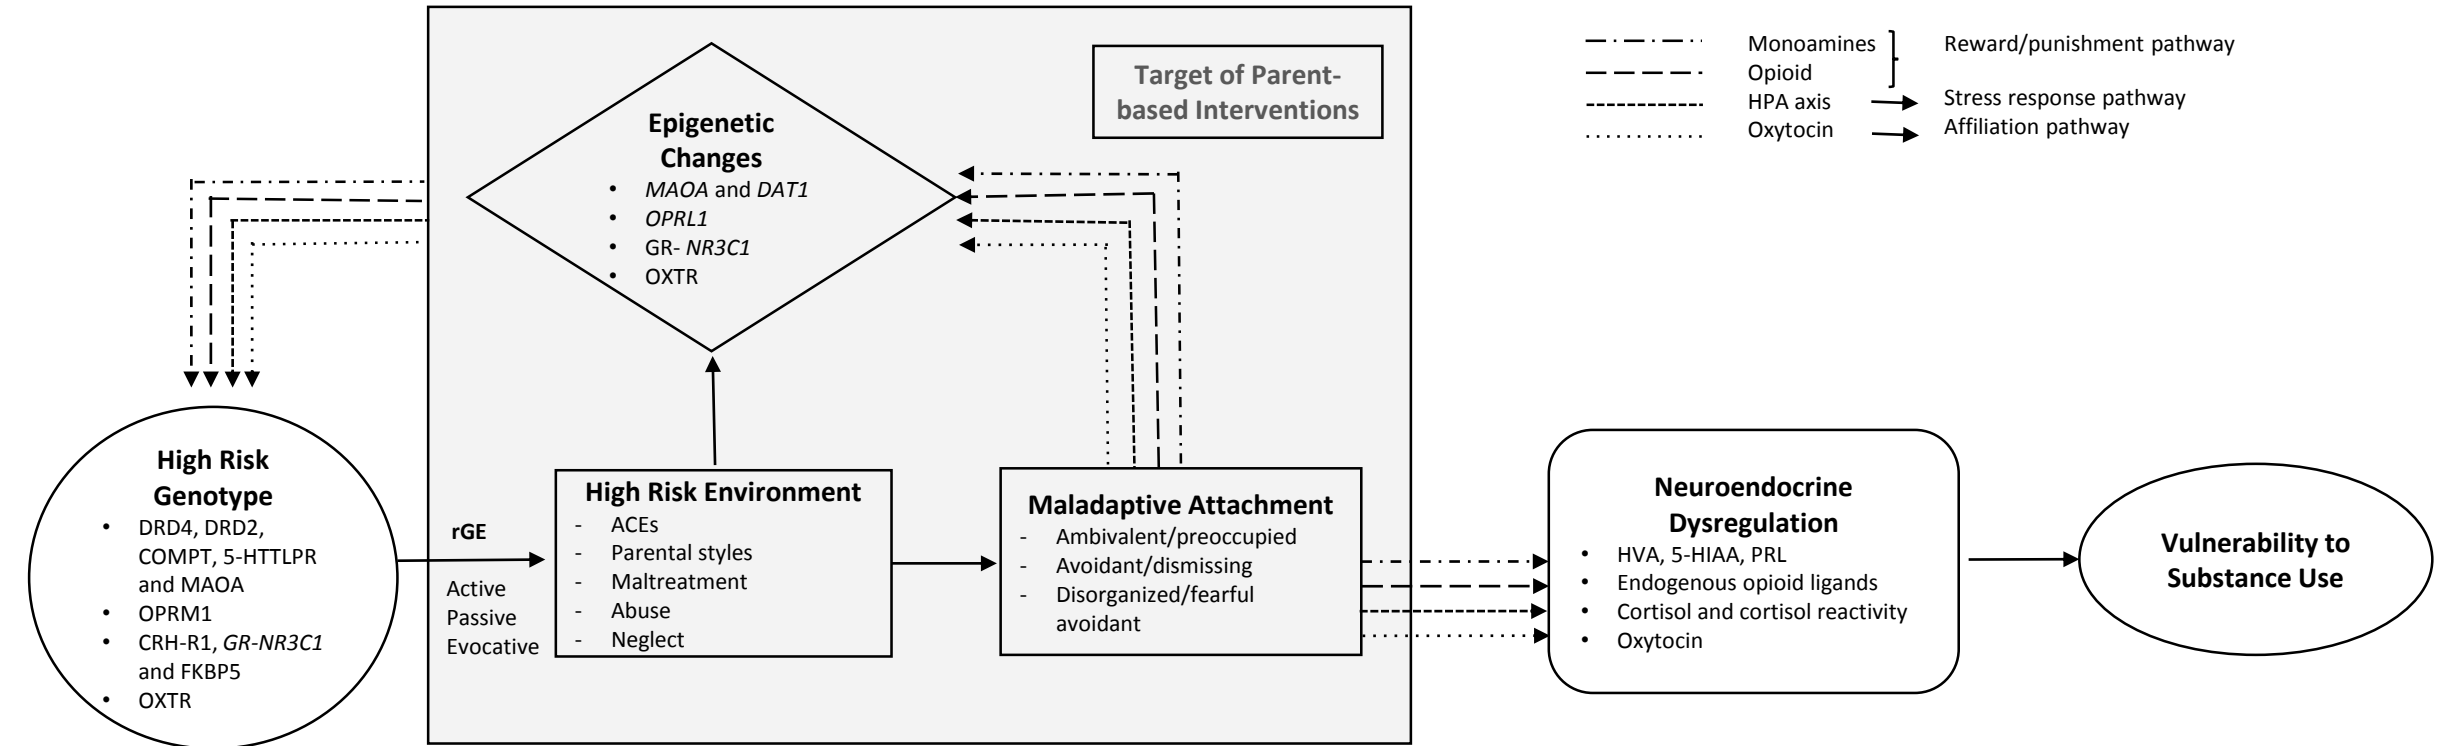 High Risk
Genotype
• DRD4, DRD2,
COMPT, 5-HTTLPR
and MAOA
• OPRM1
• CRH-R1, GR-NR3C1
and FKBP5
• OXTR
rGE
Active
Passive
Evocative
Epigenetic
Changes
• MAOA and DAT1
• OPRL1
• GR- NR3C1
• OXTR
Target of Parent-
based Interventions
High Risk Environment
- ACEs
- Parental styles
- Maltreatment
- Abuse
- Neglect
Maladaptive Attachment
- Ambivalent/preoccupied
- Avoidant/dismissing
- Disorganized/fearful
avoidant
Monoamines
Opioid
Reward/punishment pathway
HPA axis Stress response pathway
Oxytocin Affiliation pathway
Neuroendocrine
Dysregulation
• HVA, 5-HIAA, PRL
• Endogenous opioid ligands
• Cortisol and cortisol reactivity
• Oxytocin
Vulnerability to
Substance Use